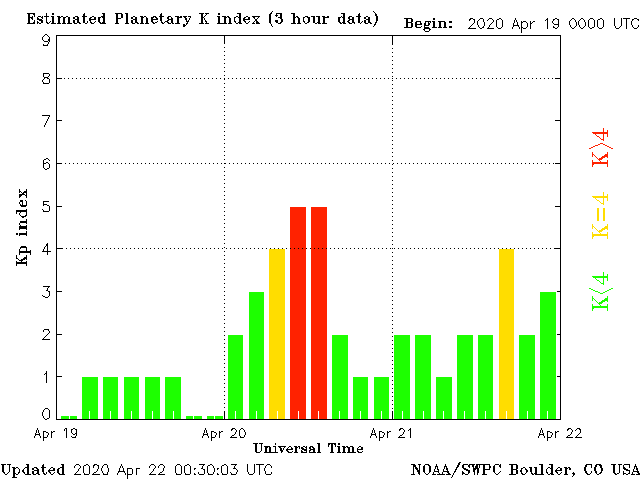 Estimated Planetary K index (3 hour data)
Begin: 2020 Apr 19 0000 UTC
9
8
7
6
5
4
3
2
1
0
Kp index
K>4
K=4
K<4
Apr 19
Apr 20
Apr 21
Apr 22
Universal Time
Updated 2020 Apr 22 00:30:03 UTC
NOAA/SWPC Boulder, CO USA